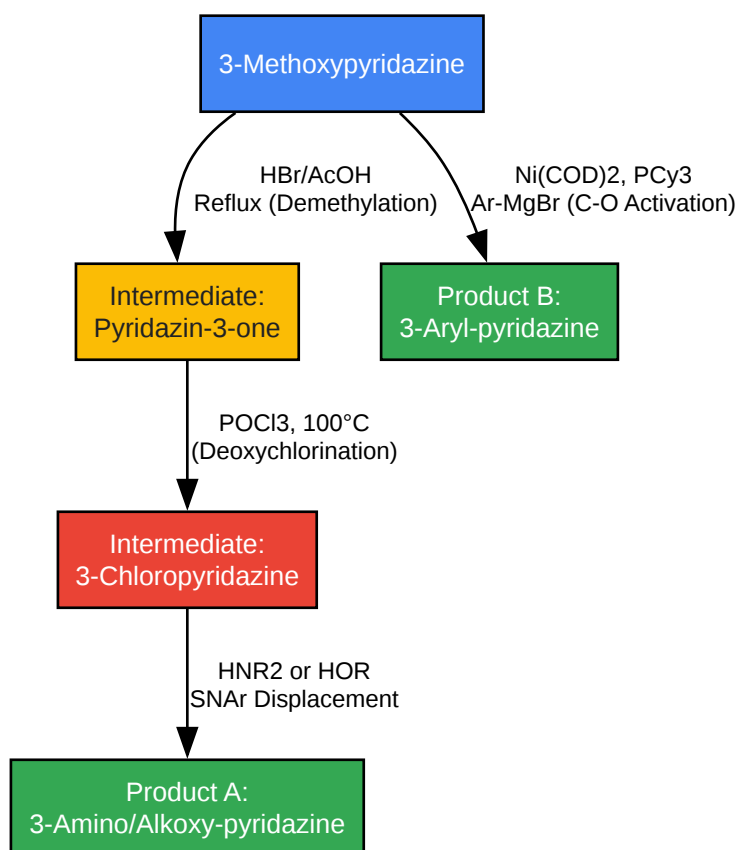 3-Methoxypyridazine
HBr/AcOH
Reflux (Demethylation)
Ni(COD)2, PCy3
Ar-MgBr (C-O Activation)
Intermediate:
Pyridazin-3-one
Product B:
3-Aryl-pyridazine
POCl3, 100°C
(Deoxychlorination)
Intermediate:
3-Chloropyridazine
HNR2 or HOR
SNAr Displacement
Product A:
3-Amino/Alkoxy-pyridazine